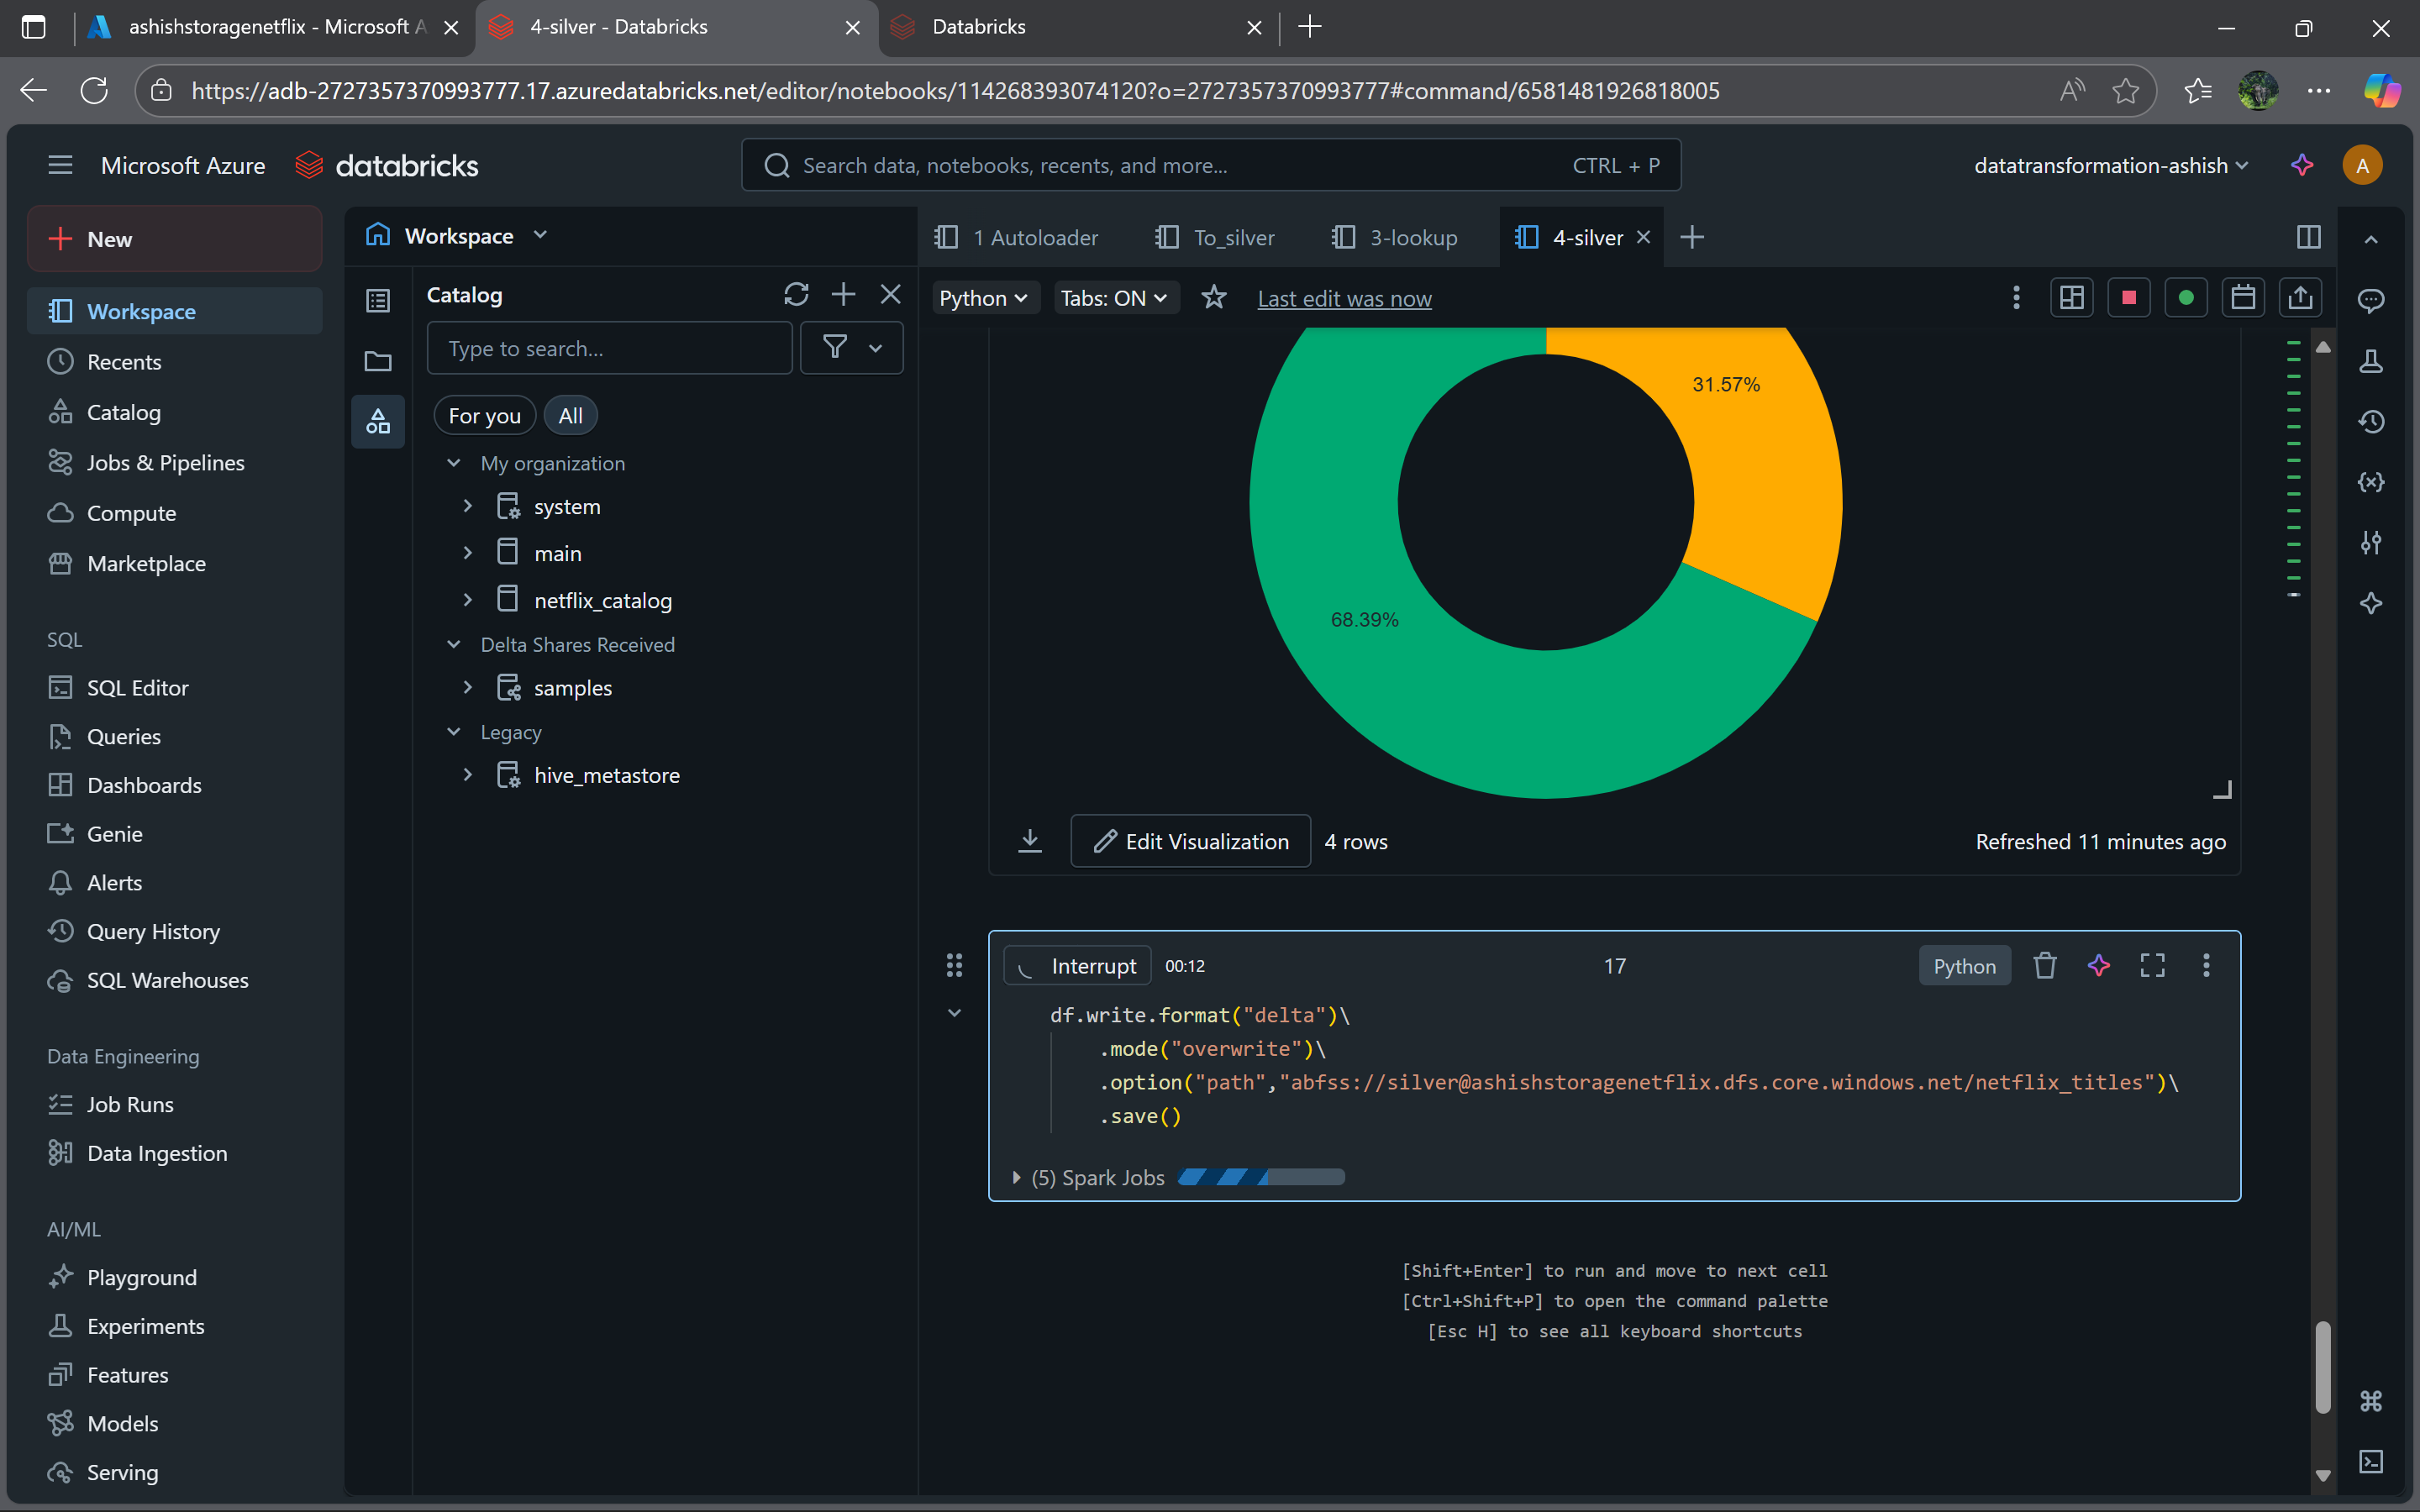 ashishstoragenetflix - Microsoft A
4-silver - Databricks
Databricks
https://adb-2727357370993777.17.azuredatabricks.net/editor/notebooks/114268393074120?o=2727357370993777#command/6581481926818005
Microsoft Azure
databricks
Search data, notebooks, recents, and more...
CTRL + P
datatransformation-ashish
A
New
Workspace
Recents
Catalog
Jobs & Pipelines
Compute
Marketplace
SQL
SQL Editor
Queries
Dashboards
Genie
Alerts
Query History
SQL Warehouses
Data Engineering
Job Runs
Data Ingestion
AI/ML
Playground
Experiments
Features
Models
Serving
Workspace
Catalog
Type to search...
For you
All
My organization
system
main
netflix_catalog
Delta Shares Received
samples
Legacy
hive_metastore
1 Autoloader
To_silver
3-lookup
4-silver
Python
Tabs: ON
Last edit was now
31.57%
68.39%
Edit Visualization
4 rows
Refreshed 11 minutes ago
Interrupt
00:12
17
Python
df.write.format("delta")\
.mode("overwrite")\
.option("path","abfss://silver@ashishstoragenetflix.dfs.core.windows.net/netflix_titles")\
.save()
(5) Spark Jobs
[Shift+Enter] to run and move to next cell
[Ctrl+Shift+P] to open the command palette
[Esc H] to see all keyboard shortcuts